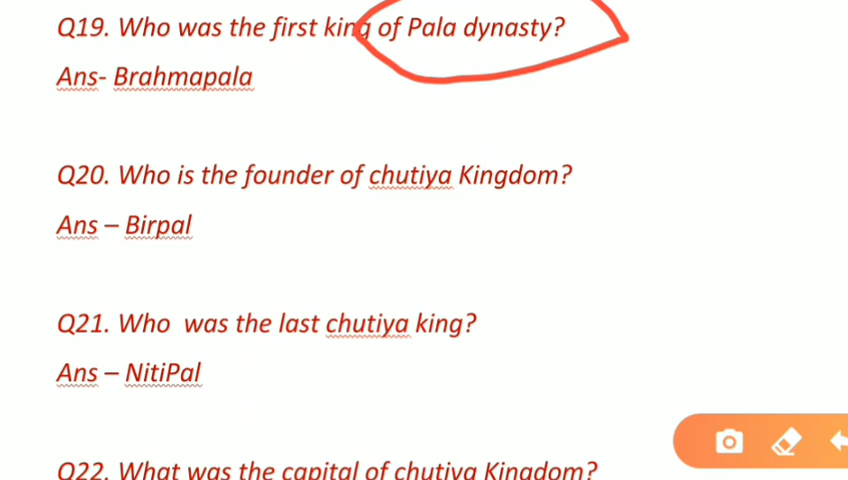 Q19. Who was the first king of Pala dynasty?
Ans- Brahmapala
Q20. Who is the founder of chutiya Kingdom?
Ans – Birpal
Q21. Who  was the last chutiya king?
Ans – NitiPal
Q22. What was the capital of chutiya Kingdom?